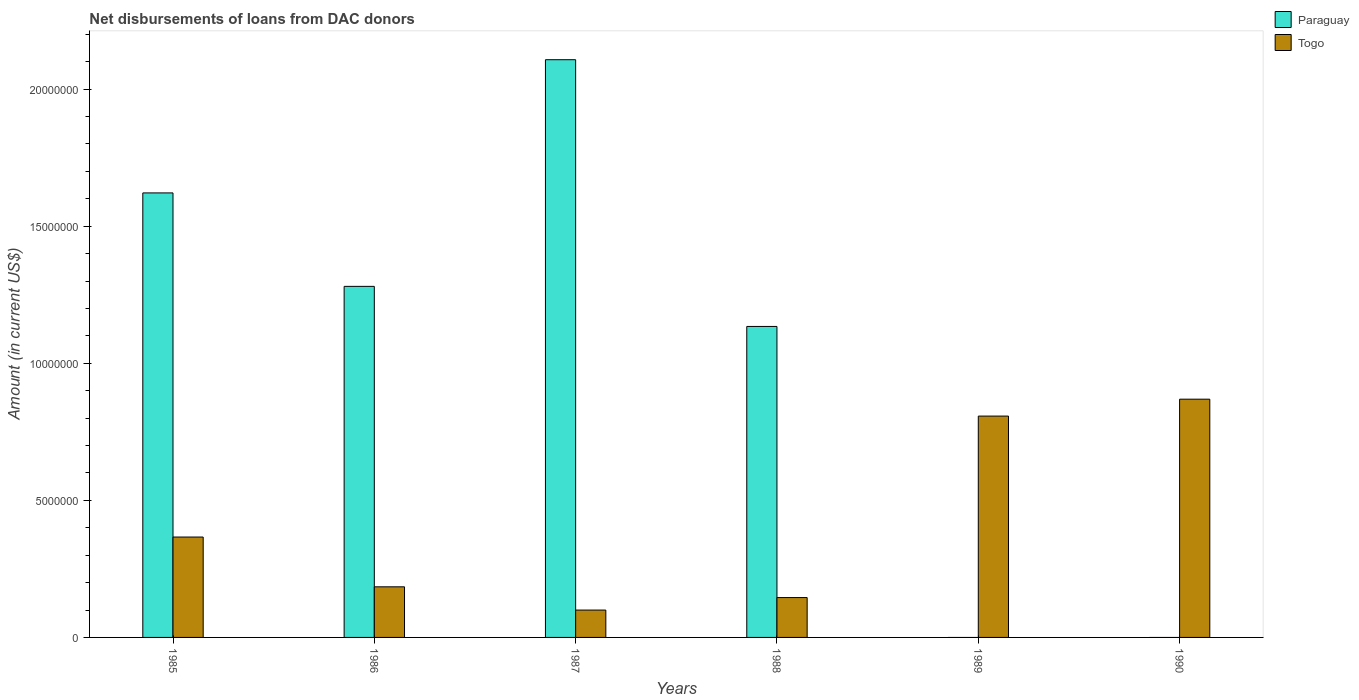 Net disbursements of loans from DAC donors
Paraguay
Togo
Amount (in current US$)
20000000
15000000
10000000
5000000
0
1985
1986
1987
1988
1989
1990
Years